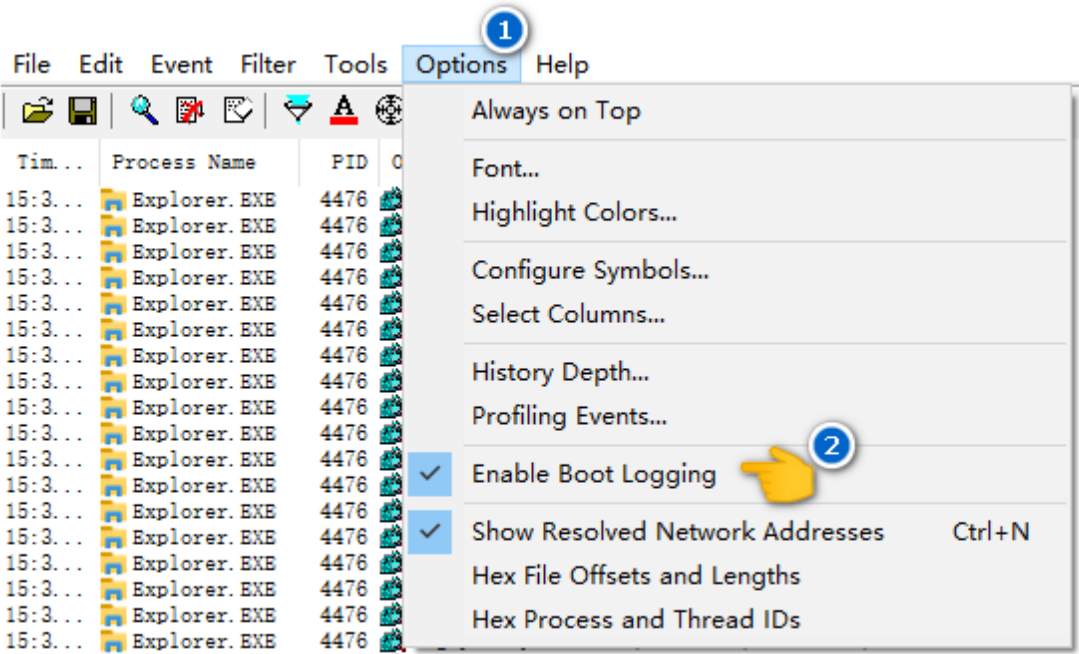 1
File Edit Event Filter Tools Options Help
Always on Top
Tim... Process Name PID O
Font...
15:3... Explorer.EXE 4476
Highlight Colors...
15:3... Explorer.EXE 4476
15:3... Explorer.EXE 4476
Configure Symbols...
15:3... Explorer.EXE 4476
15:3... Explorer.EXE 4476
Select Columns...
15:3... Explorer.EXE 4476
15:3... Explorer.EXE 4476
History Depth...
15:3... Explorer.EXE 4476
15:3... Explorer.EXE 4476
Profiling Events...
15:3... Explorer.EXE 4476
2
15:3... Explorer.EXE 4476
Enable Boot Logging
15:3... Explorer.EXE 4476
15:3... Explorer.EXE 4476
Show Resolved Network Addresses Ctrl+N
15:3... Explorer.EXE 4476
15:3... Explorer.EXE 4476
Hex File Offsets and Lengths
15:3... Explorer.EXE 4476
15:3... Explorer.EXE 4476
Hex Process and Thread IDs
15:3... Explorer.EXE 4476